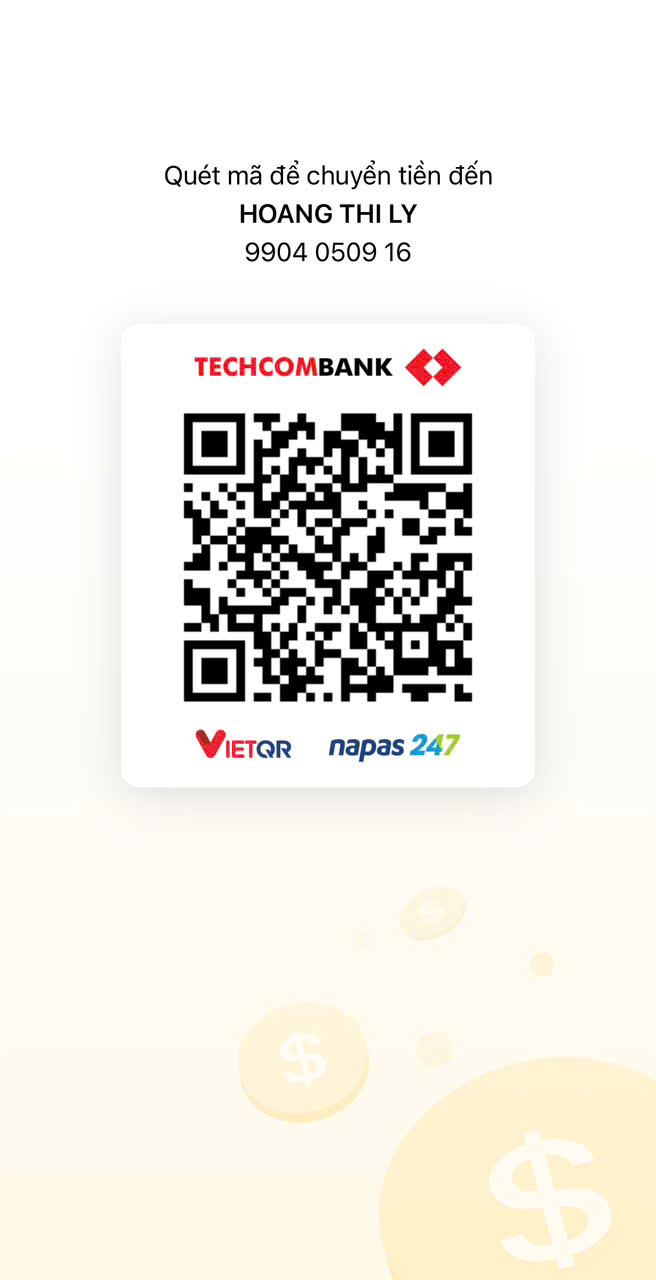 Quét mã để chuyển tiền đến
HOANG THI LY
9904 0509 16
TECHCOMBANK
VIETQR
napas 247
$
$
$